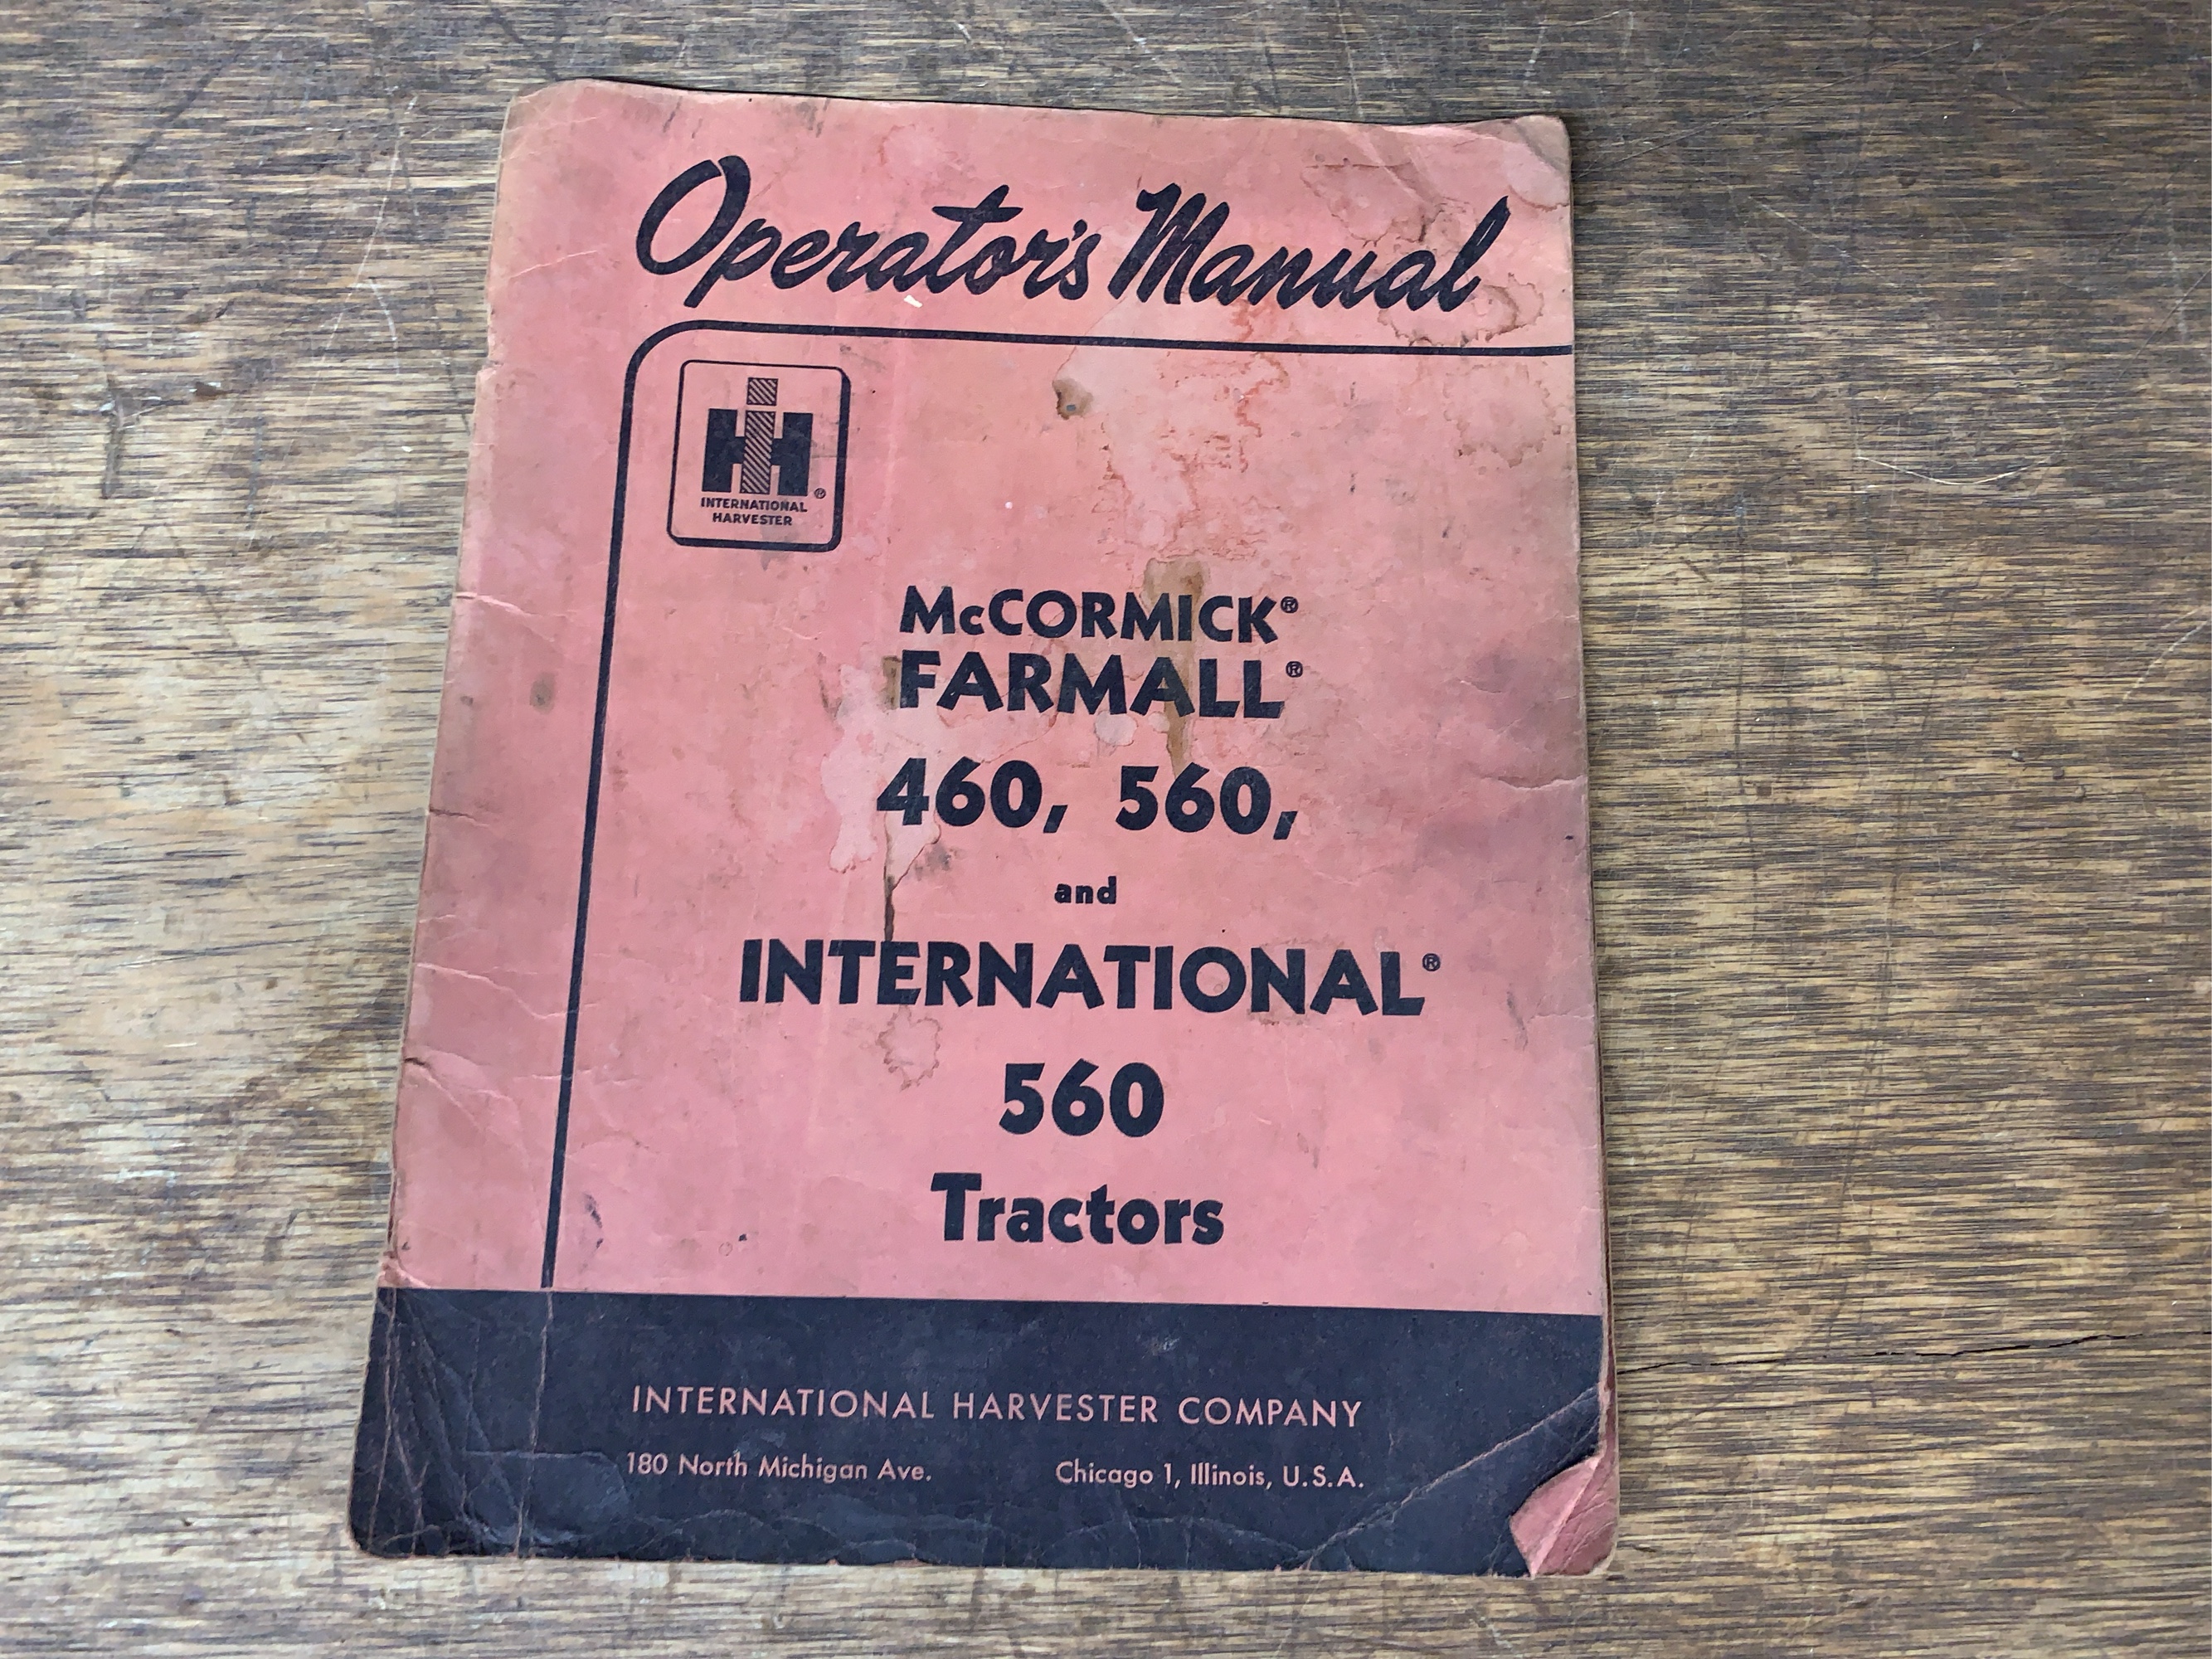 Operator's Manual
IH ®
INTERNATIONAL
HARVESTER
McCORMICK®
FARMALL®
460, 560,
and
INTERNATIONAL®
560
Tractors
INTERNATIONAL HARVESTER COMPANY
180 North Michigan Ave. Chicago 1, Illinois, U.S.A.